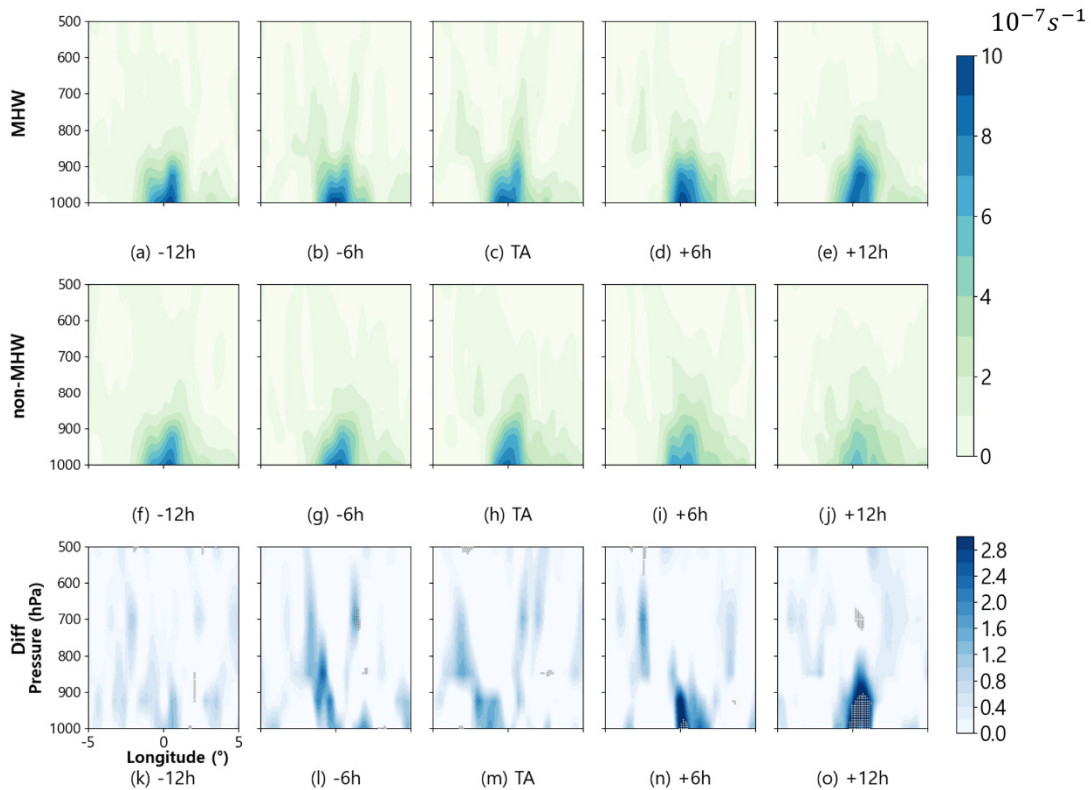 10⁻⁷s⁻¹
MHW
500
600
700
800
900
1000
(a) -12h
(b) -6h
(c) TA
(d) +6h
(e) +12h
10
8
6
4
2
0
non-MHW
500
600
700
800
900
1000
(f) -12h
(g) -6h
(h) TA
(i) +6h
(j) +12h
Diff
Pressure (hPa)
500
600
700
800
900
1000
-5 0 5
Longitude (°)
(k) -12h
(l) -6h
(m) TA
(n) +6h
(o) +12h
2.8
2.4
2.0
1.6
1.2
0.8
0.4
0.0